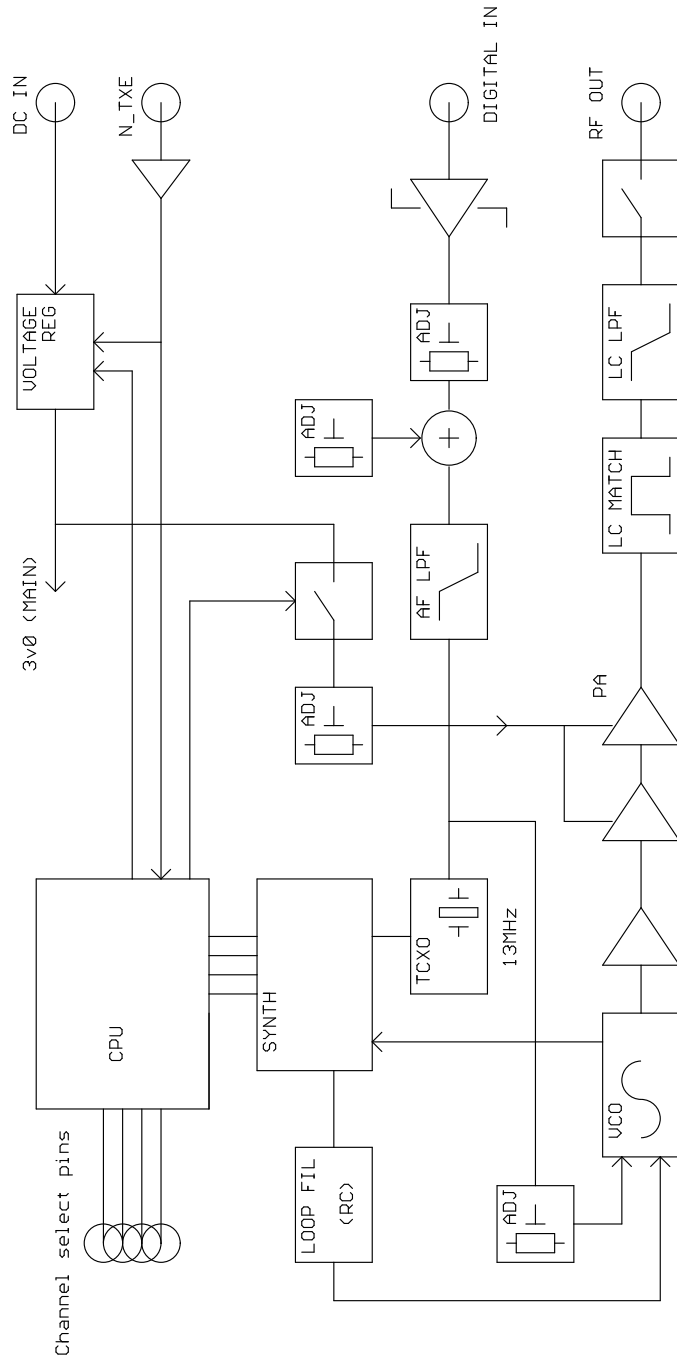 Channel select pins
CPU
3v0 (MAIN)
VOLTAGE
REG
DC IN
N_TXE
SYNTH
LOOP FIL
(RC)
ADJ
ADJ
TCXO
13MHz
AF LPF
ADJ
DIGITAL IN
ADJ
VCO
PA
LC MATCH
LC LPF
RF OUT